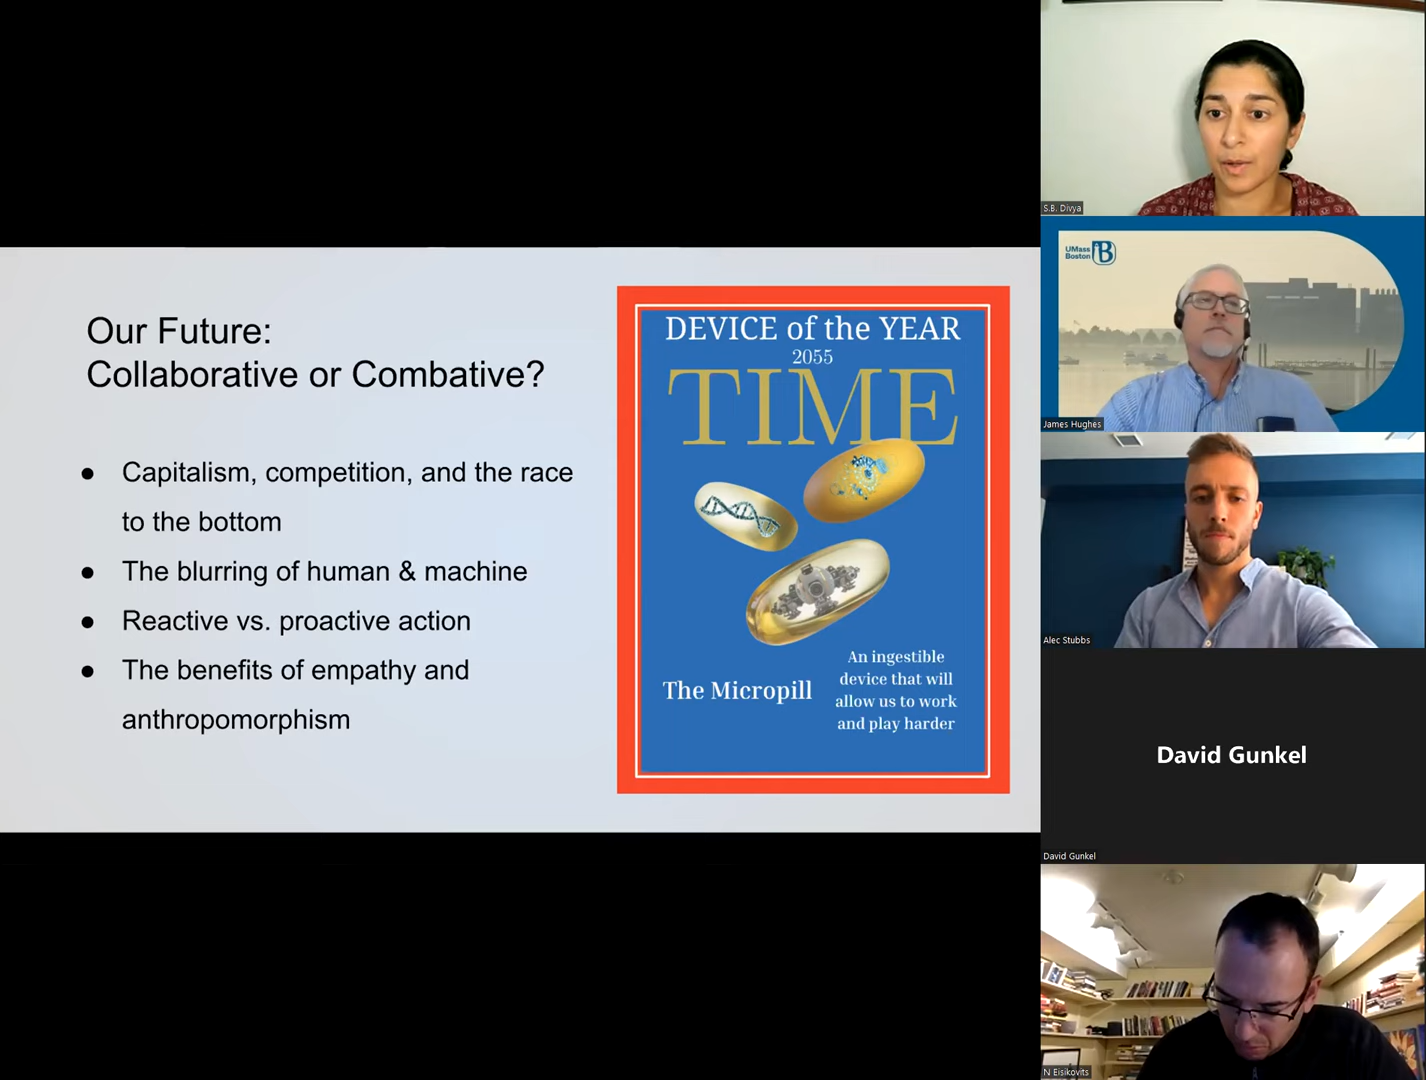 Our Future:
Collaborative or Combative?
● Capitalism, competition, and the race
to the bottom
● The blurring of human & machine
● Reactive vs. proactive action
● The benefits of empathy and
anthropomorphism
DEVICE of the YEAR
2055
TIME
The Micropill
An ingestible
device that will
allow us to work
and play harder
S.B. Divya
UMass
Boston
B
James Hughes
Alec Stubbs
David Gunkel
David Gunkel
N Eisikovits